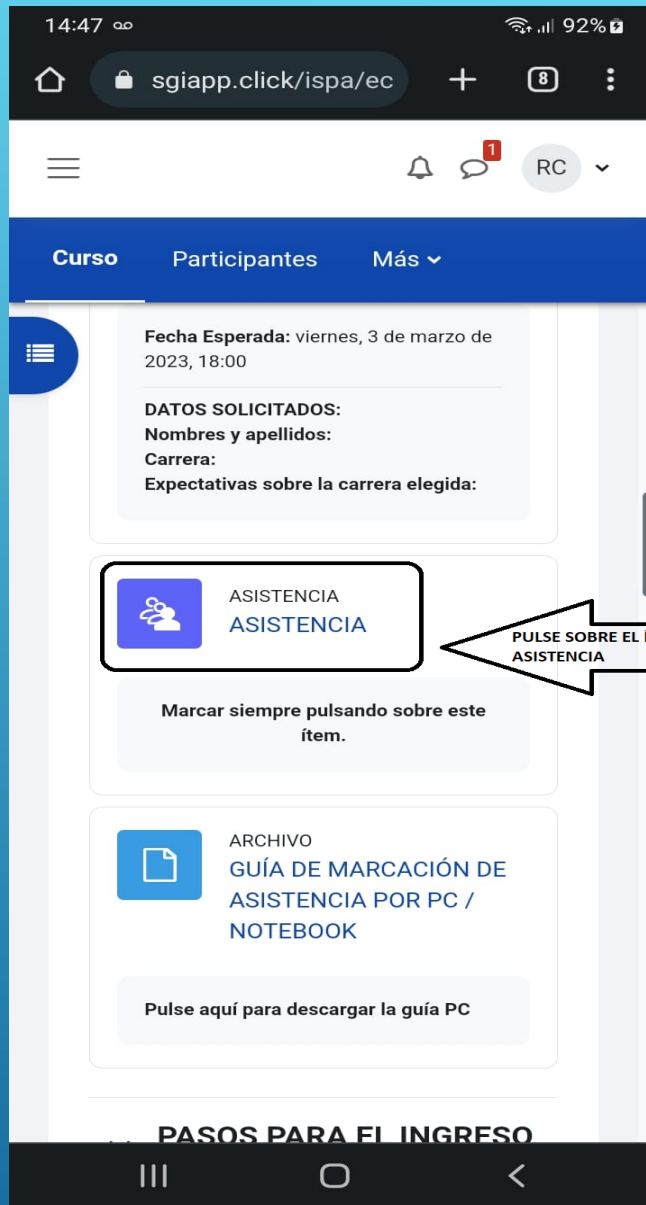 14:47
92%
sgiapp.click/ispa/ec
8
1
RC
Curso Participantes Más
Fecha Esperada: viernes, 3 de marzo de
2023, 18:00
DATOS SOLICITADOS:
Nombres y apellidos:
Carrera:
Expectativas sobre la carrera elegida:
ASISTENCIA
ASISTENCIA
PULSE SOBRE EL
ASISTENCIA
Marcar siempre pulsando sobre este
ítem.
ARCHIVO
GUÍA DE MARCACIÓN DE
ASISTENCIA POR PC /
NOTEBOOK
Pulse aquí para descargar la guía PC
PASOS PARA EL INGRESO